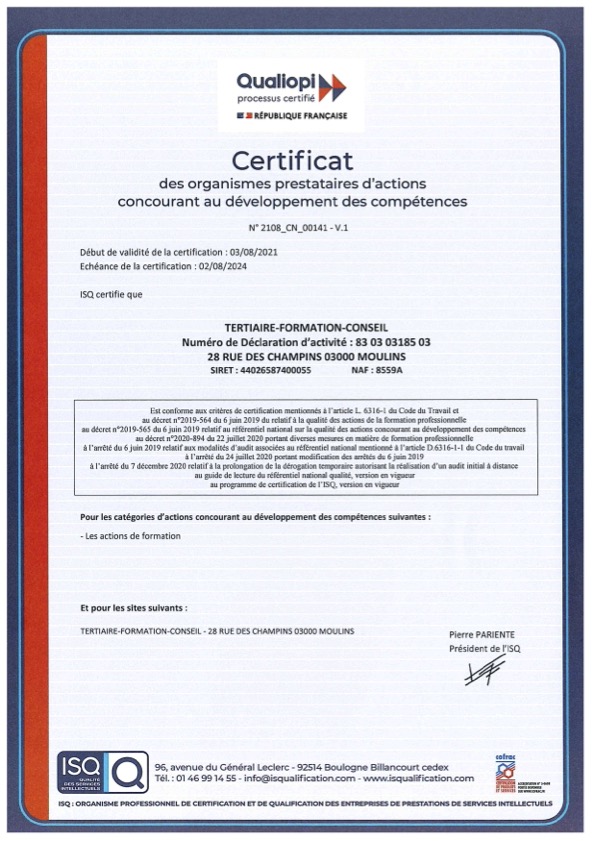 Qualiopi
processus certifié
RÉPUBLIQUE FRANÇAISE
Certificat
des organismes prestataires d'actions
concourant au développement des compétences
N° 2108_CN_00141 - V.1
Début de validité de la certification : 03/08/2021
Echéance de la certification : 02/08/2024
ISQ certifie que
TERTIAIRE-FORMATION-CONSEIL
Numéro de Déclaration d'activité : 83 03 03185 03
28 RUE DES CHAMPINS 03000 MOULINS
SIRET : 44026587400055 NAF : 8559A
Est conforme aux critères de certification mentionnés à l'article L. 6316-1 du Code du Travail et
au décret n°2019-564 du 6 juin 2019 du relatif à la qualité des actions de la formation professionnelle
au décret n°2019-565 du 6 juin 2019 relatif au référentiel national sur la qualité des actions concourant au développement des compétences
au décret n°2020-894 du 22 juillet 2020 portant diverses mesures en matière de formation professionnelle
à l'arrêté du 6 juin 2019 relatif aux modalités d'audit associées au référentiel national mentionné à l'article D.6316-1-1 du Code du travail
à l'arrêté du 24 juillet 2020 portant modification des arrêtés du 6 juin 2019
à l'arrêté du 7 décembre 2020 relatif à la prolongation de la dérogation temporaire autorisant la réalisation d'un audit initial à distance
au guide de lecture du référentiel national qualité, version en vigueur
au programme de certification de l'ISQ, version en vigueur
Pour les catégories d'actions concourant au développement des compétences suivantes :
- Les actions de formation
Et pour les sites suivants :
TERTIAIRE-FORMATION-CONSEIL - 28 RUE DES CHAMPINS 03000 MOULINS
Pierre PARIENTE
Président de l'ISQ
ISQ
QUALITÉ
DES SERVICES
INTELLECTUELS
96, avenue du Général Leclerc - 92514 Boulogne Billancourt cedex
Tél. : 01 46 99 14 55 - info@isqualification.com - www.isqualification.com
cofrac
ISQ : ORGANISME PROFESSIONNEL DE CERTIFICATION ET DE QUALIFICATION DES ENTREPRISES DE PRESTATIONS DE SERVICES INTELLECTUELS